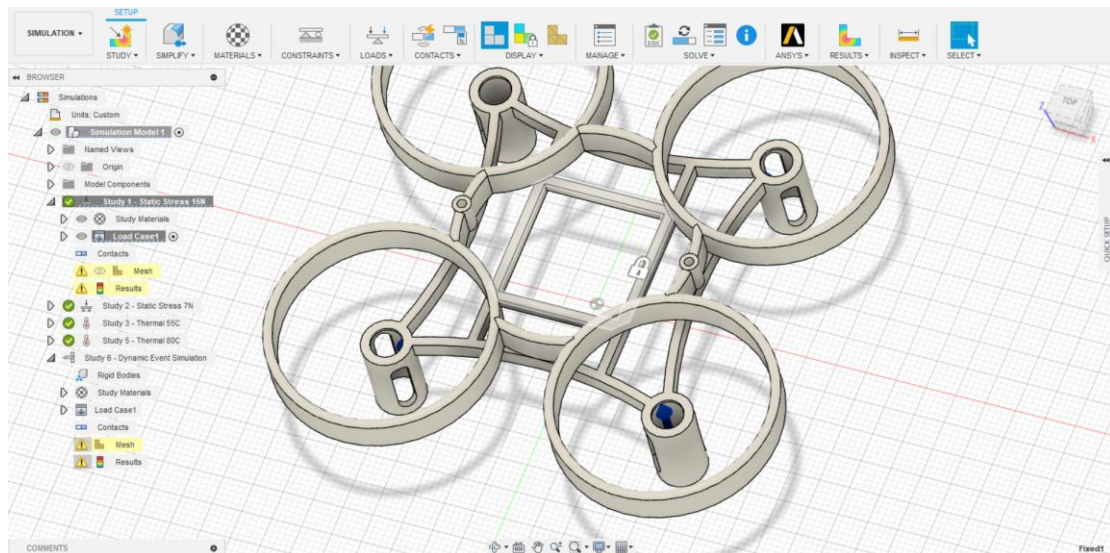 SETUP
SIMULATION
STUDY
SIMPLIFY
MATERIALS
CONSTRAINTS
LOADS
CONTACTS
DISPLAY
MANAGE
SOLVE
ANSYS
RESULTS
INSPECT
SELECT
BROWSER
Simulations
Units: Custom
Simulation Model 1
Named Views
Origin
Model Components
Study 1 - Static Stress 15N
Study Materials
Load Case1
Contacts
Mesh
Results
Study 2 - Static Stress 7N
Study 3 - Thermal 55C
Study 5 - Thermal 80C
Study 6 - Dynamic Event Simulation
Rigid Bodies
Study Materials
Load Case1
Contacts
Mesh
Results
TOP
Z
X
QUICK SETUP
COMMENTS
Fixed1